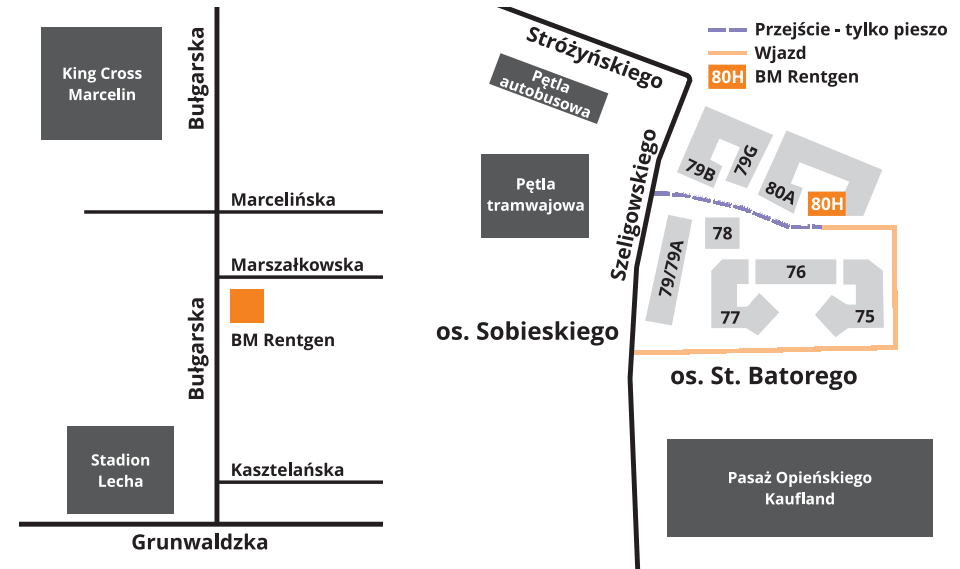 King Cross
Marcelin
Bułgarska
Marcelińska
Marszałkowska
BM Rentgen
Bułgarska
Stadion
Lecha
Kasztelańska
Grunwaldzka
Stróżyńskiego
Pętla
autobusowa
Pętla
tramwajowa
Szeligowskiego
Przejście - tylko pieszo
Wjazd
80H BM Rentgen
79B
79G
80A
80H
79/79A
78
76
77
75
os. Sobieskiego
os. St. Batorego
Pasaż Opieńskiego
Kaufland